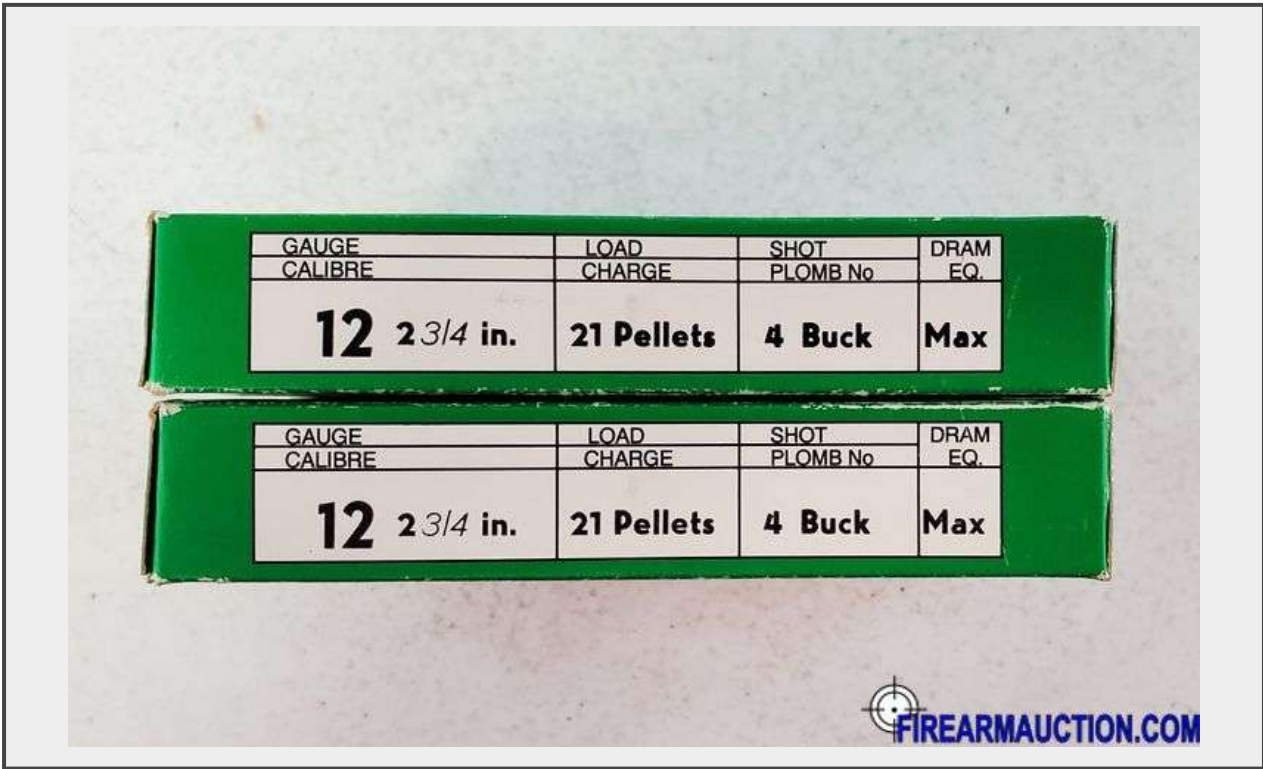 GAUGE LOAD SHOT DRAM
CALIBRE CHARGE PLOMB No EQ.
12 2 3/4 in. 21 Pellets 4 Buck Max
GAUGE LOAD SHOT DRAM
CALIBRE CHARGE PLOMB No EQ.
12 2 3/4 in. 21 Pellets 4 Buck Max
FIREARMAUCTION.COM